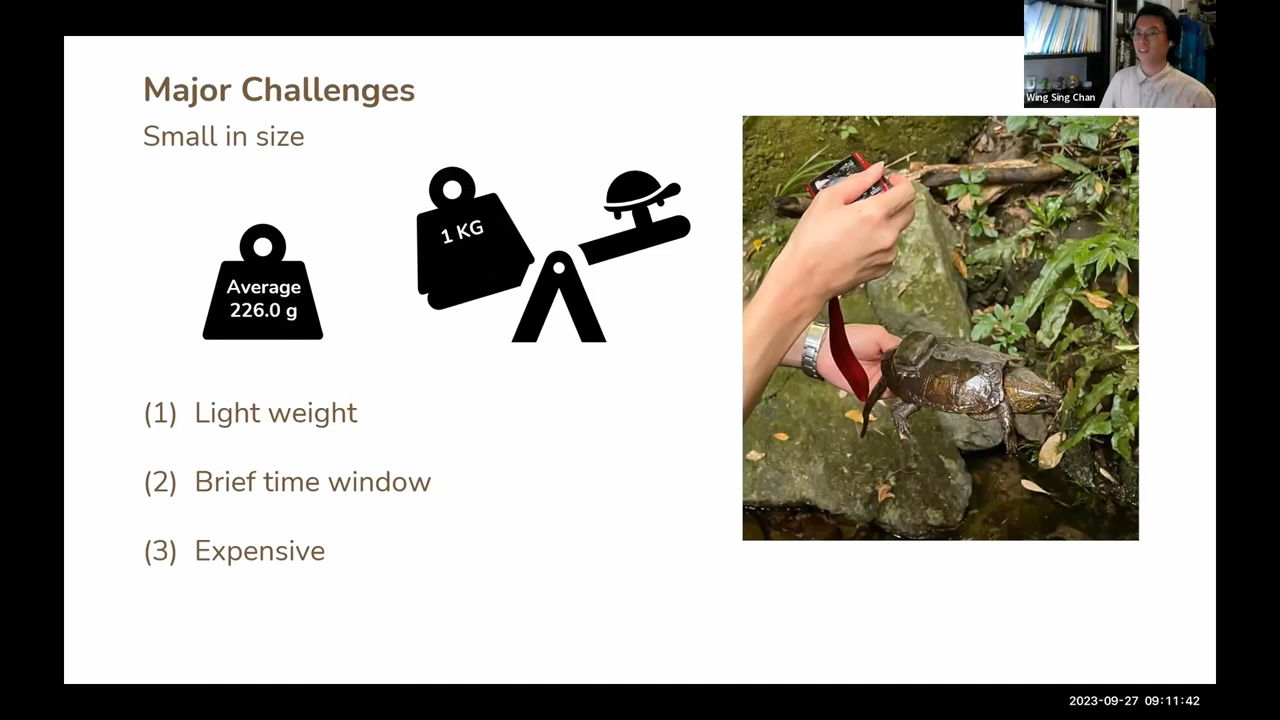 Major Challenges
Small in size
Wing Sing Chan
1 KG
Average
226.0 g
(1) Light weight
(2) Brief time window
(3) Expensive
2023-09-27 09:11:42